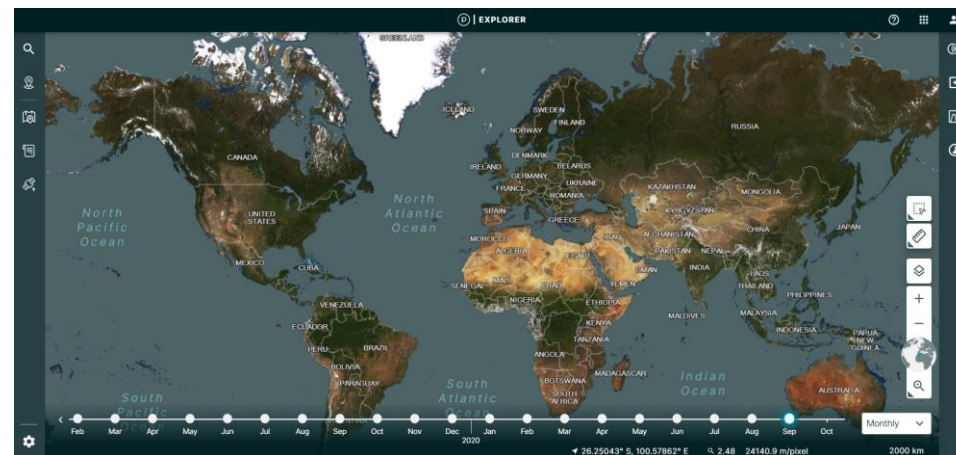 p | EXPLORER
GREENLAND
ICELAND
SWEDEN
FINLAND
NORWAY
RUSSIA
DENMARK
CANADA
IRELAND
BELARUS
GERMANY
UKRAINE
FRANCE
ROMANIA
KAZAKHSTAN
MONGOLIA
North
Pacific
Ocean
UNITED
STATES
North
Atlantic
Ocean
SPAIN
GREECE
KYRGYZSTAN
CHINA
JAPAN
MOROCCO
ALGERIA
EGYPT
IRAQ
AFGHANISTAN
PAKISTAN
NEPAL
MEXICO
CUBA
SENEGAL
MALI
CHAD
OMAN
YEMEN
INDIA
LAOS
THAILAND
PHILIPPINES
VENEZUELA
NIGERIA
ETHIOPIA
MALDIVES
MALAYSIA
ECUADOR
KENYA
INDONESIA
PAPUA
NEW
GUINEA
PERU
BRAZIL
TANZANIA
ANGOLA
BOLIVIA
PARAGUAY
BOTSWANA
MADAGASCAR
SOUTH
AFRICA
AUSTRALIA
South
Pacific
South
Atlantic
Ocean
Indian
Ocean
Feb Mar Apr May Jun Jul Aug Sep Oct Nov Dec Jan Feb Mar Apr May Jun Jul Aug Sep Oct
2020
Monthly
26.25043° S, 100.57862° E 2.48 24140.9 m/pixel 2000 km